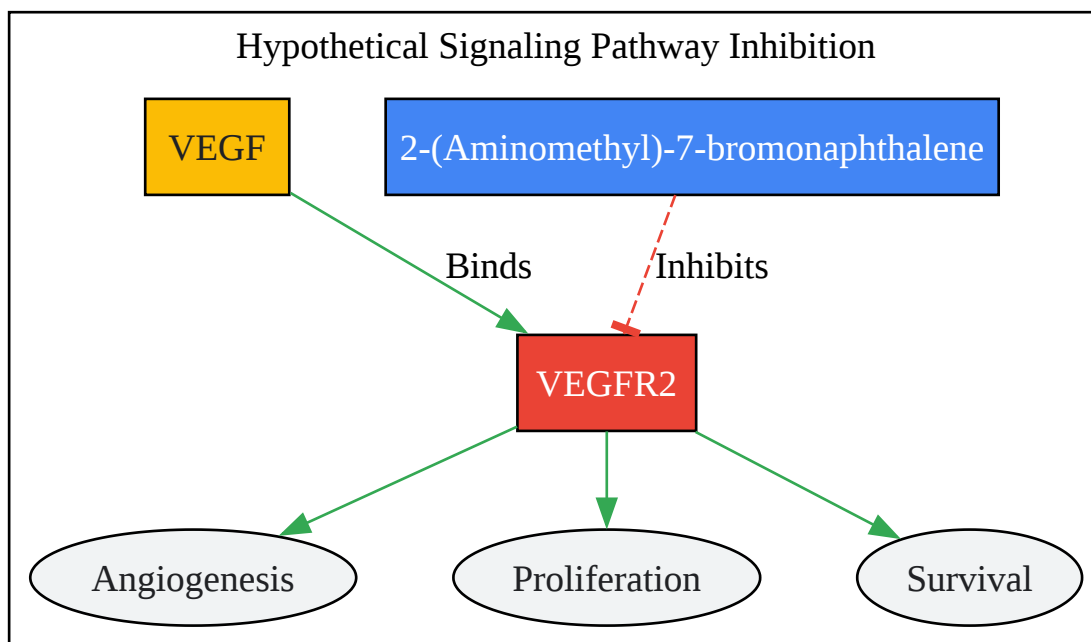 Hypothetical Signaling Pathway Inhibition
VEGF
2-(Aminomethyl)-7-bromonaphthalene
Binds
Inhibits
VEGFR2
Angiogenesis
Proliferation
Survival